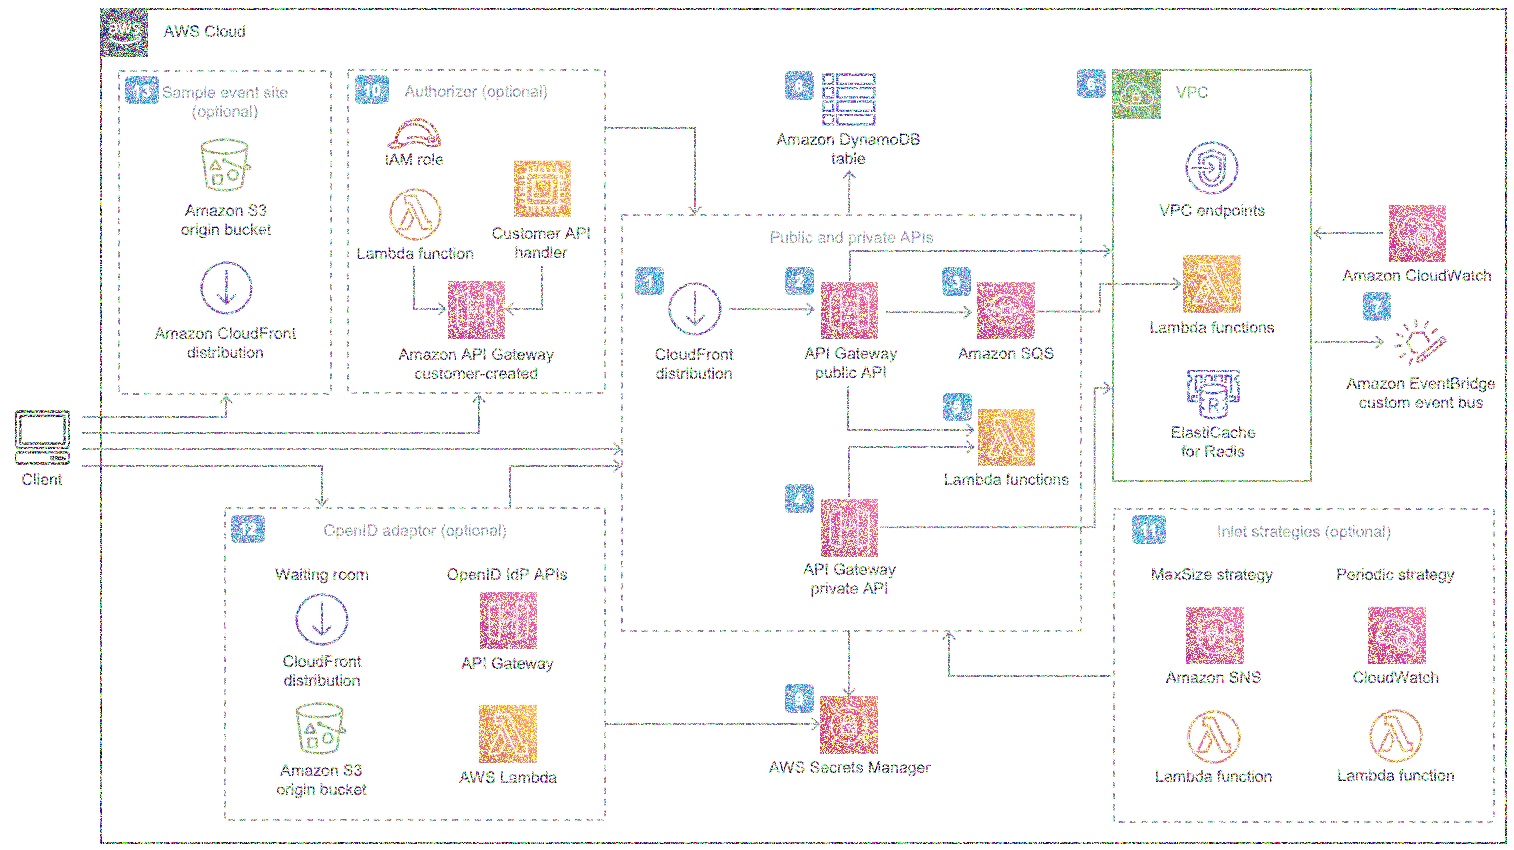 aws
AWS Cloud
13
Sample event site
(optional)
Amazon S3
origin bucket
Amazon CloudFront
distribution
10
Authorizer (optional)
IAM role
Lambda function
Customer API
handler
Amazon API Gateway
customer-created
Amazon DynamoDB
table
Public and private APIs
1
CloudFront
distribution
2
API Gateway
public API
3
Amazon SQS
Lambda functions
4
API Gateway
private API
VPC
VPC endpoints
Lambda functions
ElastiCache
for Redis
Amazon CloudWatch
7
Amazon EventBridge
custom event bus
Client
12
OpenID adaptor (optional)
Waiting room
CloudFront
distribution
Amazon S3
origin bucket
OpenID IdP APIs
API Gateway
AWS Lambda
AWS Secrets Manager
11
Inlet strategies (optional)
MaxSize strategy
Amazon SNS
Lambda function
Periodic strategy
CloudWatch
Lambda function